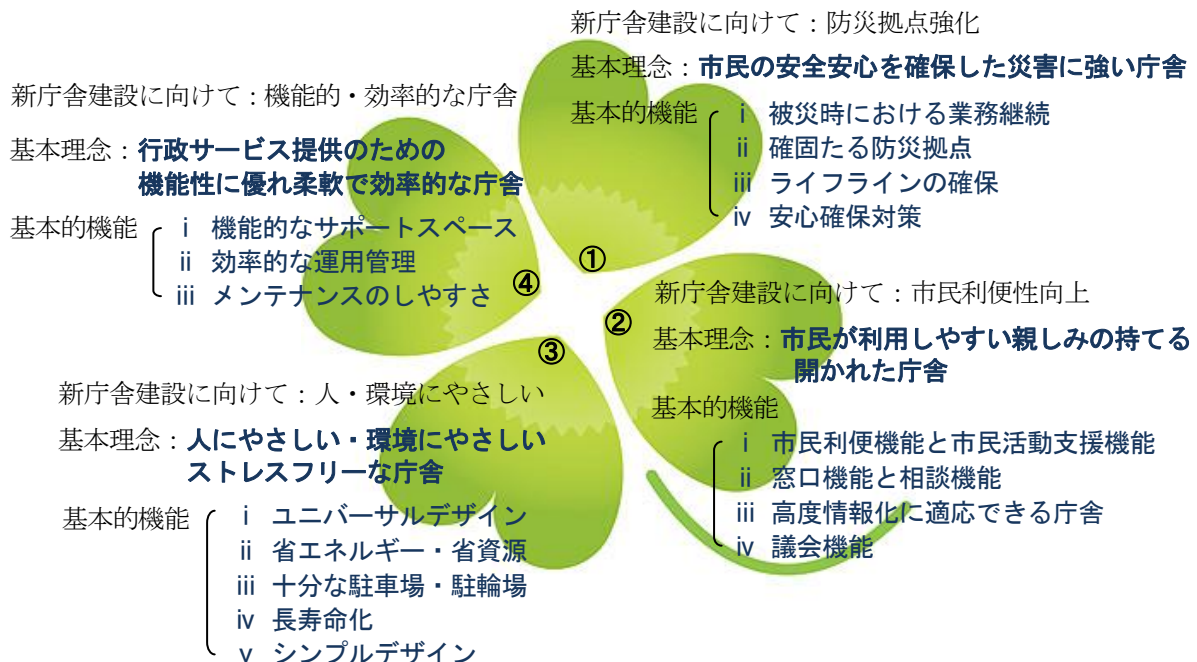 新庁舎建設に向けて：防災拠点強化
基本理念：市民の安全安心を確保した災害に強い庁舎
基本的機能
ⅰ 被災時における業務継続
ⅱ 確固たる防災拠点
ⅲ ライフラインの確保
ⅳ 安心確保対策
①
新庁舎建設に向けて：市民利便性向上
②
基本理念：市民が利用しやすい親しみの持てる
開かれた庁舎
基本的機能
ⅰ 市民利便機能と市民活動支援機能
ⅱ 窓口機能と相談機能
ⅲ 高度情報化に適応できる庁舎
ⅳ 議会機能
③
新庁舎建設に向けて：人・環境にやさしい
基本理念：人にやさしい・環境にやさしい
ストレスフリーな庁舎
基本的機能
ⅰ ユニバーサルデザイン
ⅱ 省エネルギー・省資源
ⅲ 十分な駐車場・駐輪場
ⅳ 長寿命化
ⅴ シンプルデザイン
新庁舎建設に向けて：機能的・効率的な庁舎
基本理念：行政サービス提供のための
機能性に優れ柔軟で効率的な庁舎
基本的機能
ⅰ 機能的なサポートスペース
ⅱ 効率的な運用管理
ⅲ メンテナンスのしやすさ
④